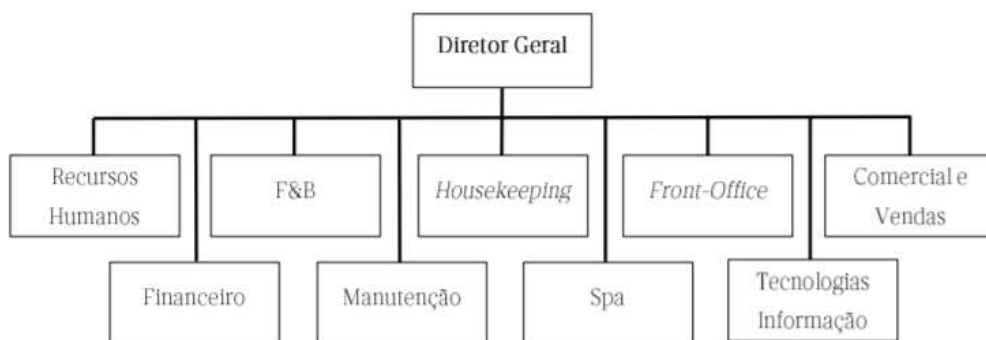 Diretor Geral
Recursos
Humanos
F&B
Housekeeping
Front-Office
Comercial e
Vendas
Financeiro
Manutenção
Spa
Tecnologias
Informação